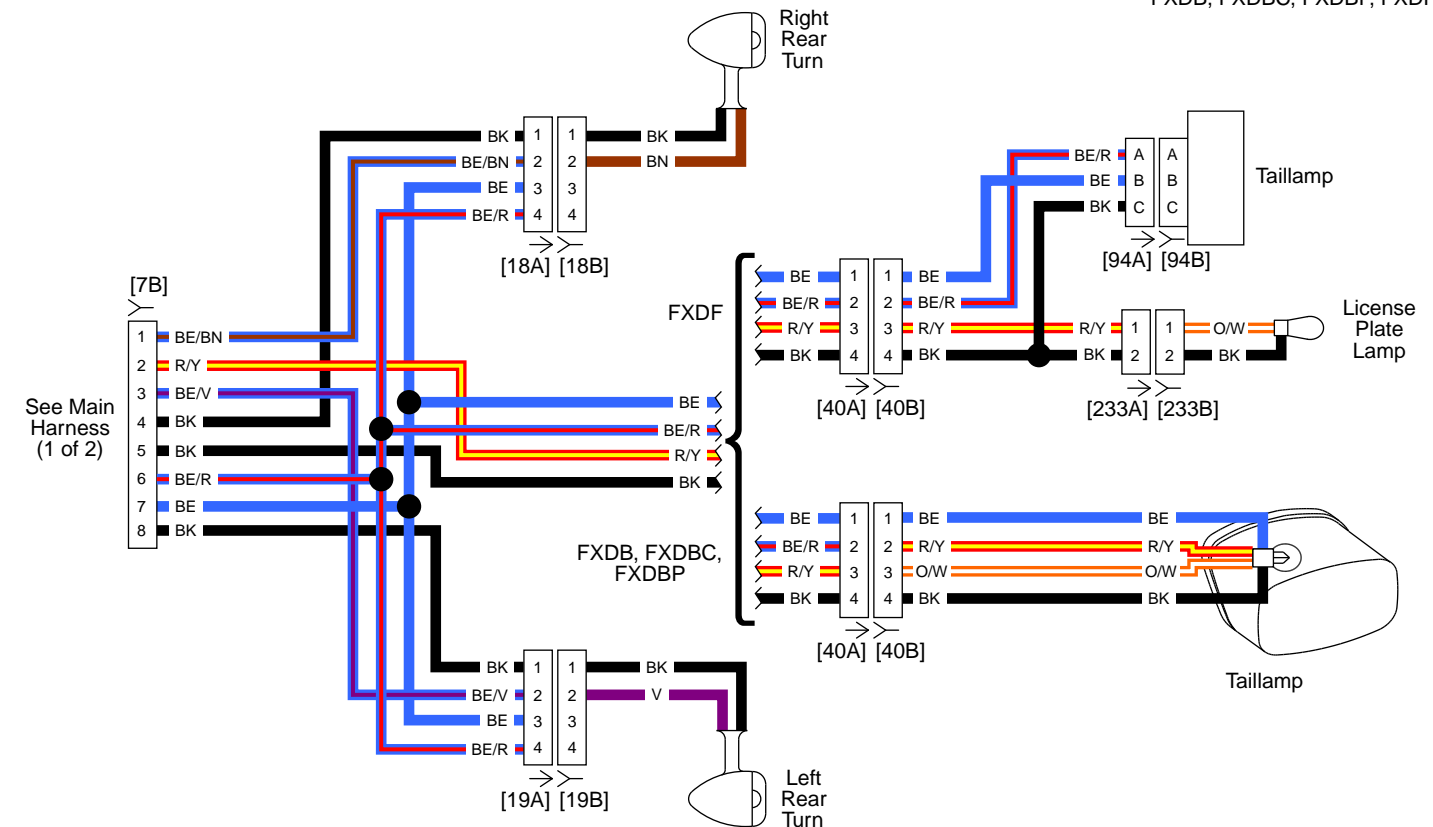 FXDB, FXDBC, FXDBP, FXDF
Right
Rear
Turn
BK 1 1 BK
BE/BN 2 2 BN
BE 3 3
BE/R 4 4
[18A] [18B]
BE/R A A
BE B B
BK C C
Taillamp
[94A] [94B]
[7B]
1 BE/BN
2 R/Y
3 BE/V
4 BK
5 BK
6 BE/R
7 BE
8 BK
See Main
Harness
(1 of 2)
BE
BE/R
R/Y
BK
FXDF
BE 1 1 BE
BE/R 2 2 BE/R
R/Y 3 3 R/Y R/Y 1 1 O/W
BK 4 4 BK BK 2 2 BK
[40A] [40B]
[233A] [233B]
License
Plate
Lamp
FXDB, FXDBC,
FXDBP
BE 1 1 BE BE
BE/R 2 2 R/Y R/Y
R/Y 3 3 O/W O/W
BK 4 4 BK BK
[40A] [40B]
Taillamp
BK 1 1 BK
BE/V 2 2 V
BE 3 3
BE/R 4 4
[19A] [19B]
Left
Rear
Turn